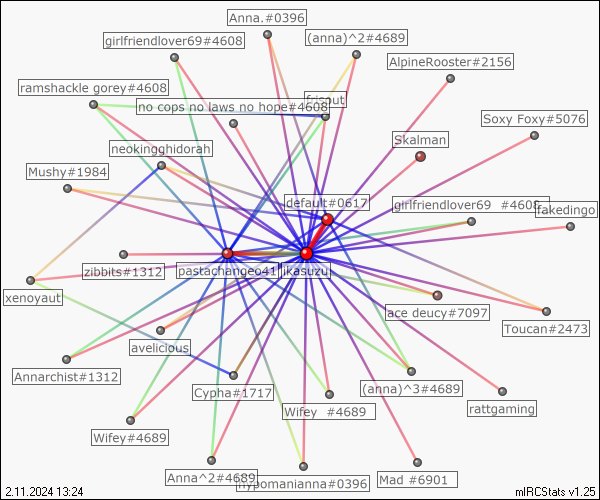 Anna.#0396
girlfriendlover69#4608
(anna)^2#4689
AlpineRooster#2156
ramshackle gorey#4608
frisout
no cops no laws no hope#4608
Soxy Foxy#5076
Skalman
neokingghidorah
Mushy#1984
default#0617
girlfriendlover69 #4608
fakedingo
zibbits#1312
pastachangeo41
jkasuzu
xenoyaut
ace deucy#7097
Toucan#2473
avelicious
Annarchist#1312
Cypha#1717
(anna)^3#4689
Wifey #4689
rattgaming
Wifey#4689
Anna^2#4689
hypomanianna#0396
Mad #6901
2.11.2024 13:24
mIRCStats v1.25